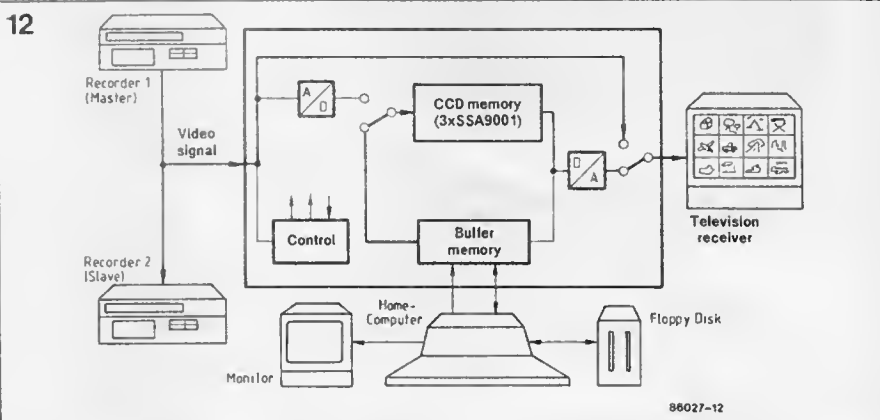 12
Recorder 1
(Master)
Video
signal
A
D
CCD memory
(3xSSA9001)
D
A
Control
Buffer
memory
Television
receiver
Recorder 2
(Slave)
Home-
Computer
Floppy Disk
Monitor
86027-12